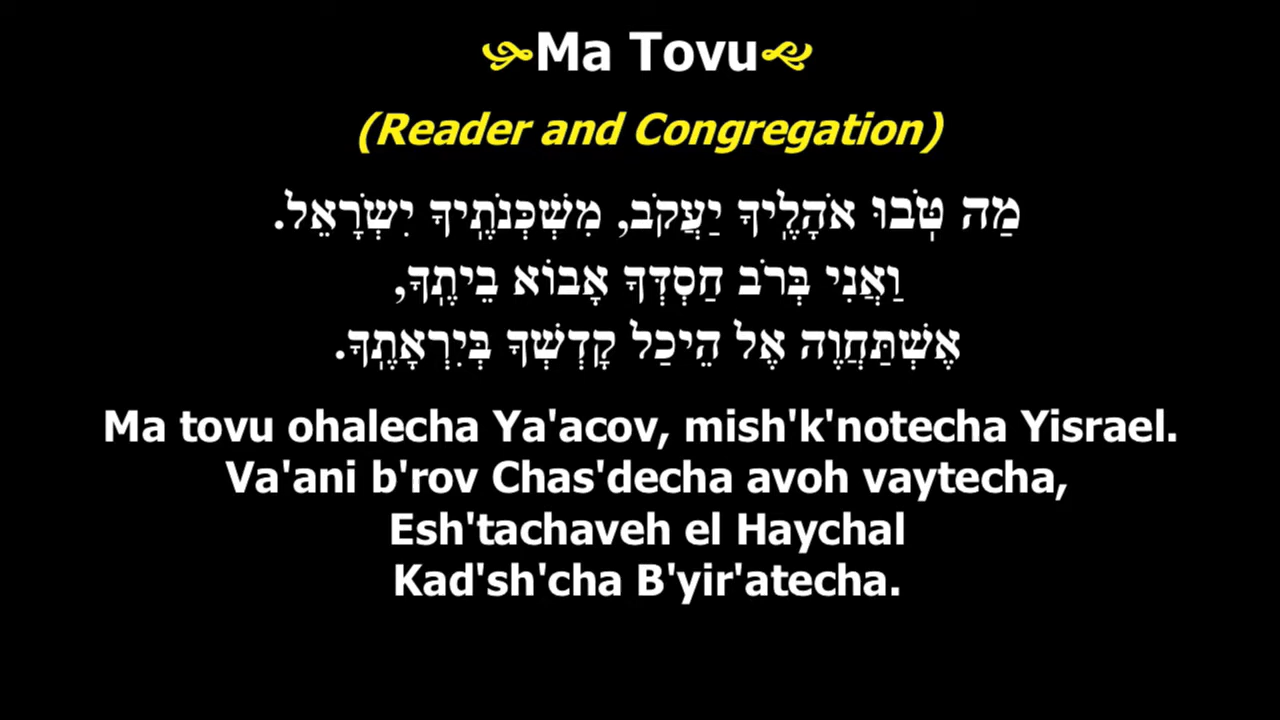 Ma Tovu
(Reader and Congregation)
מַה טֹּֽבוּ אֹהָלֶֽיךָ יַעֲקֹב, מִשְׁכְּנֹתֶֽיךָ יִשְׂרָאֵל.
וַאֲנִי בְּרֹב חַסְדְּךָ אָבוֹא בֵיתֶֽךָ,
אֶשְׁתַּחֲוֶה אֶל הֵיכַל קָדְשְׁךָ בְּיִרְאָתֶֽךָ.
Ma tovu ohalecha Ya'acov, mish'k'notecha Yisrael.
Va'ani b'rov Chas'decha avoh vaytecha,
Esh'tachaveh el Haychal
Kad'sh'cha B'yir'atecha.